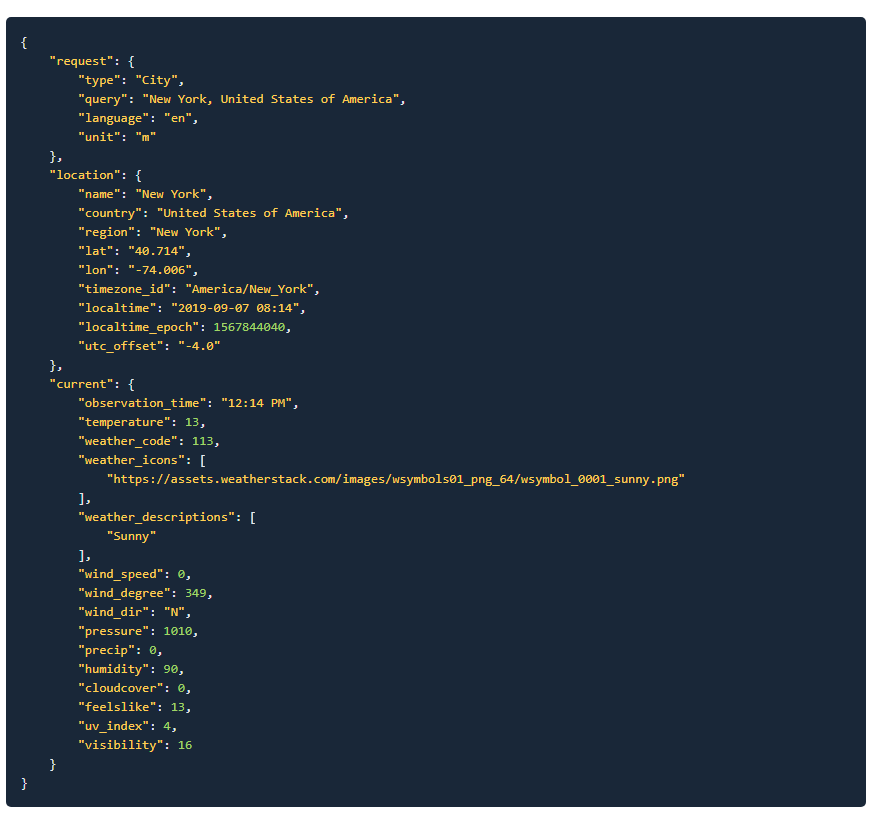 {
    "request": {
        "type": "City",
        "query": "New York, United States of America",
        "language": "en",
        "unit": "m"
    },
    "location": {
        "name": "New York",
        "country": "United States of America",
        "region": "New York",
        "lat": "40.714",
        "lon": "-74.006",
        "timezone_id": "America/New_York",
        "localtime": "2019-09-07 08:14",
        "localtime_epoch": 1567844040,
        "utc_offset": "-4.0"
    },
    "current": {
        "observation_time": "12:14 PM",
        "temperature": 13,
        "weather_code": 113,
        "weather_icons": [
            "https://assets.weatherstack.com/images/wsymbols01_png_64/wsymbol_0001_sunny.png"
        ],
        "weather_descriptions": [
            "Sunny"
        ],
        "wind_speed": 0,
        "wind_degree": 349,
        "wind_dir": "N",
        "pressure": 1010,
        "precip": 0,
        "humidity": 90,
        "cloudcover": 0,
        "feelslike": 13,
        "uv_index": 4,
        "visibility": 16
    }
}